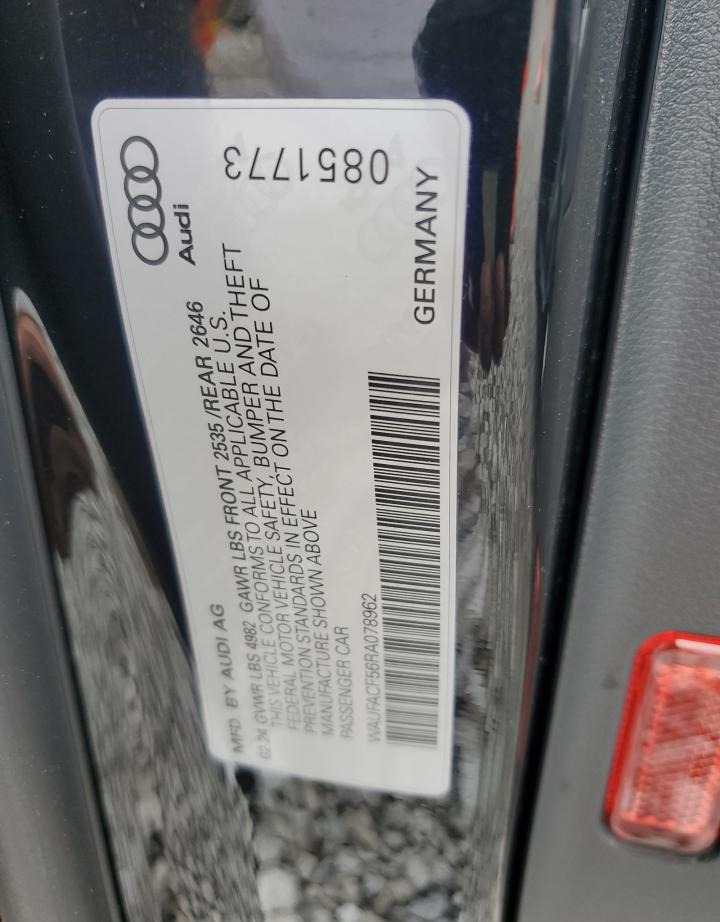 Audi
0851773
MFD. BY AUDI AG
02 24 GVWR LBS 4982 GAWR LBS FRONT 2535 /REAR 2646
THIS VEHICLE CONFORMS TO ALL APPLICABLE U.S.
FEDERAL MOTOR VEHICLE SAFETY, BUMPER AND THEFT
PREVENTION STANDARDS IN EFFECT ON THE DATE OF
MANUFACTURE SHOWN ABOVE
PASSENGER CAR
WAUFACF56RA078962
GERMANY